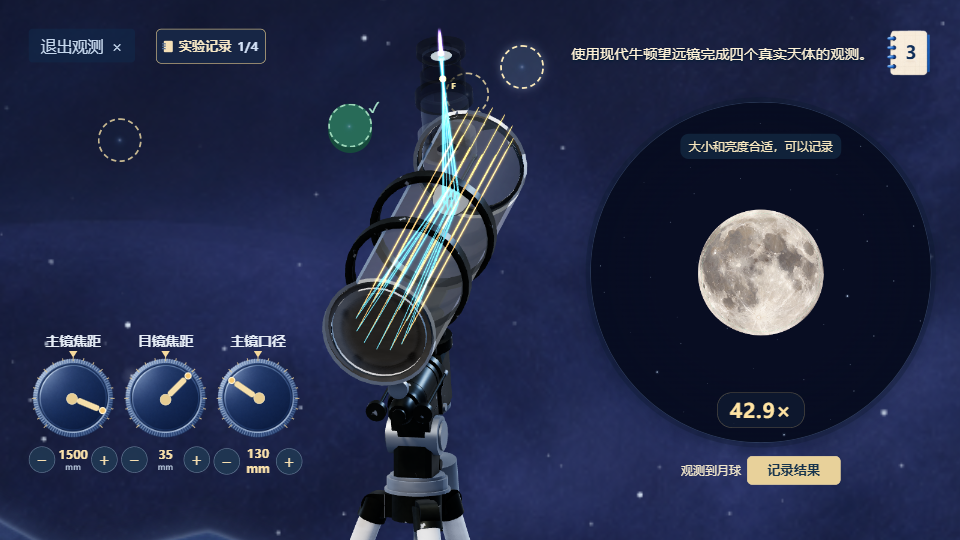 退出观测 ×
实验记录 1/4
使用现代牛顿望远镜完成四个真实天体的观测。
3
F
大小和亮度合适，可以记录
主镜焦距
目镜焦距
主镜口径
− 1500 mm +
− 35 mm +
− 130 mm +
42.9×
观测到月球
记录结果